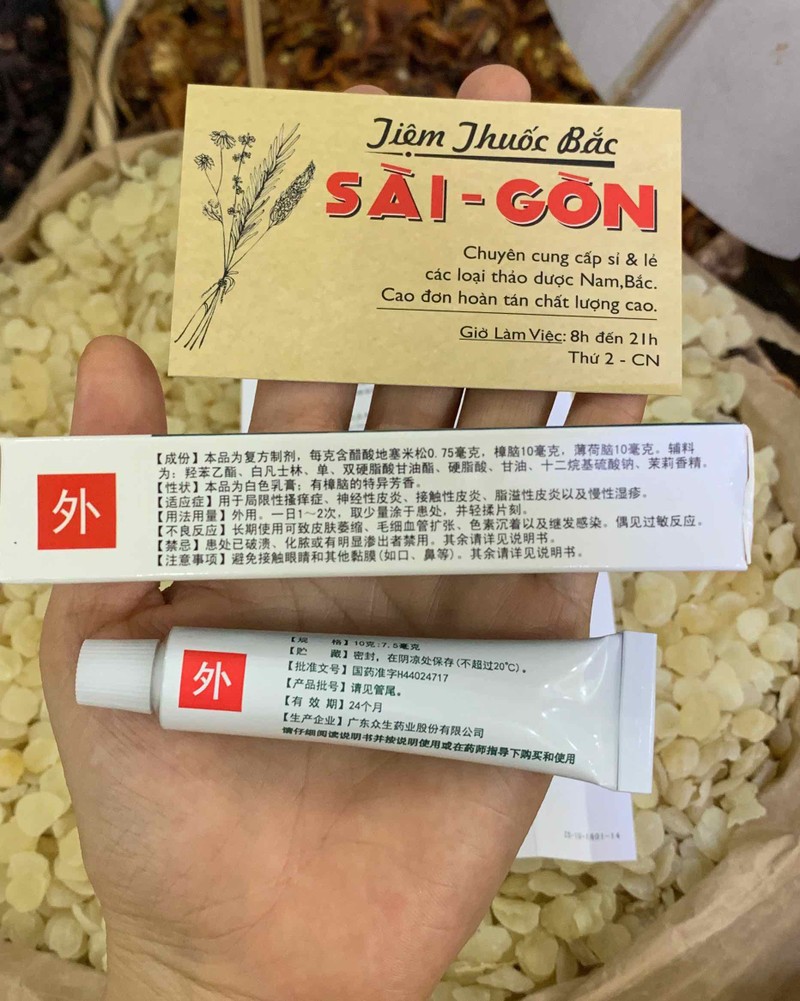 Tiệm Thuốc Bắc
SÀI-GÒN
Chuyên cung cấp sỉ & lẻ
các loại thảo dược Nam,Bắc.
Cao đơn hoàn tán chất lượng cao.
Giờ Làm Việc: 8h đến 21h
Thứ 2 - CN
外
【成份】本品为复方制剂，每克含醋酸地塞米松0.75毫克，樟脑10毫克，薄荷脑10毫克。辅料
为：羟苯乙酯、白凡士林、单、双硬脂酸甘油酯、硬脂酸、甘油、十二烷基硫酸钠、茉莉香精。
【性状】本品为白色乳膏；有樟脑的特异芳香。
【适应症】用于局限性搔痒症、神经性皮炎、接触性皮炎、脂溢性皮炎以及慢性湿疹。
【用法用量】外用。一日1～2次，取少量涂于患处，并轻揉片刻。
【不良反应】长期使用可致皮肤萎缩、毛细血管扩张、色素沉着以及继发感染。偶见过敏反应。
【禁忌】患处已破溃、化脓或有明显渗出者禁用。其余请详见说明书。
【注意事项】避免接触眼睛和其他黏膜(如口、鼻等)。其余请详见说明书。
外
【规 格】10克:7.5毫克
【贮 藏】密封，在阴凉处保存(不超过20℃)。
【批准文号】国药准字H44024717
【产品批号】请见管尾。
【有 效 期】24个月
【生产企业】广东众生药业股份有限公司
请仔细阅读说明书并按说明使用或在药师指导下购买和使用